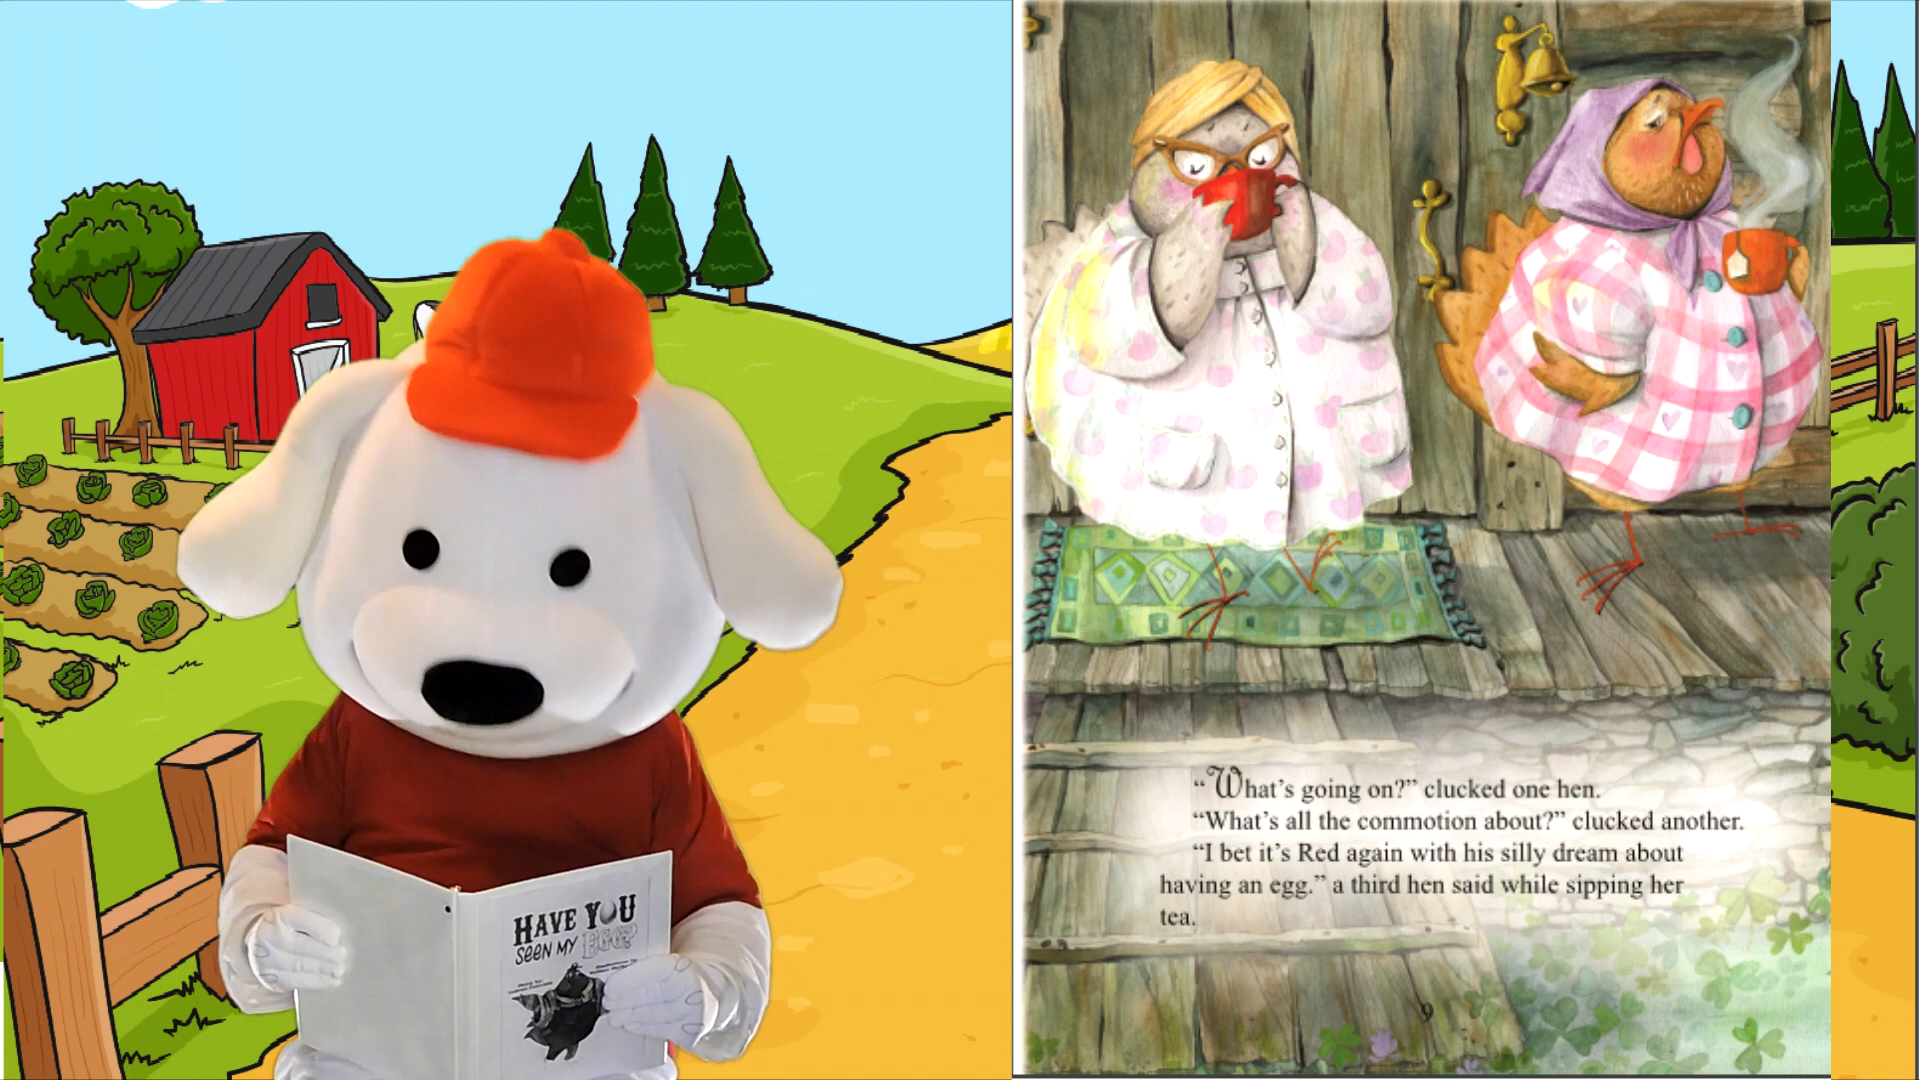 HAVE YOU
SEEN MY EGG?
“What’s going on?” clucked one hen.
“What’s all the commotion about?” clucked another.
“I bet it’s Red again with his silly dream about
having an egg.” a third hen said while sipping her
tea.
9